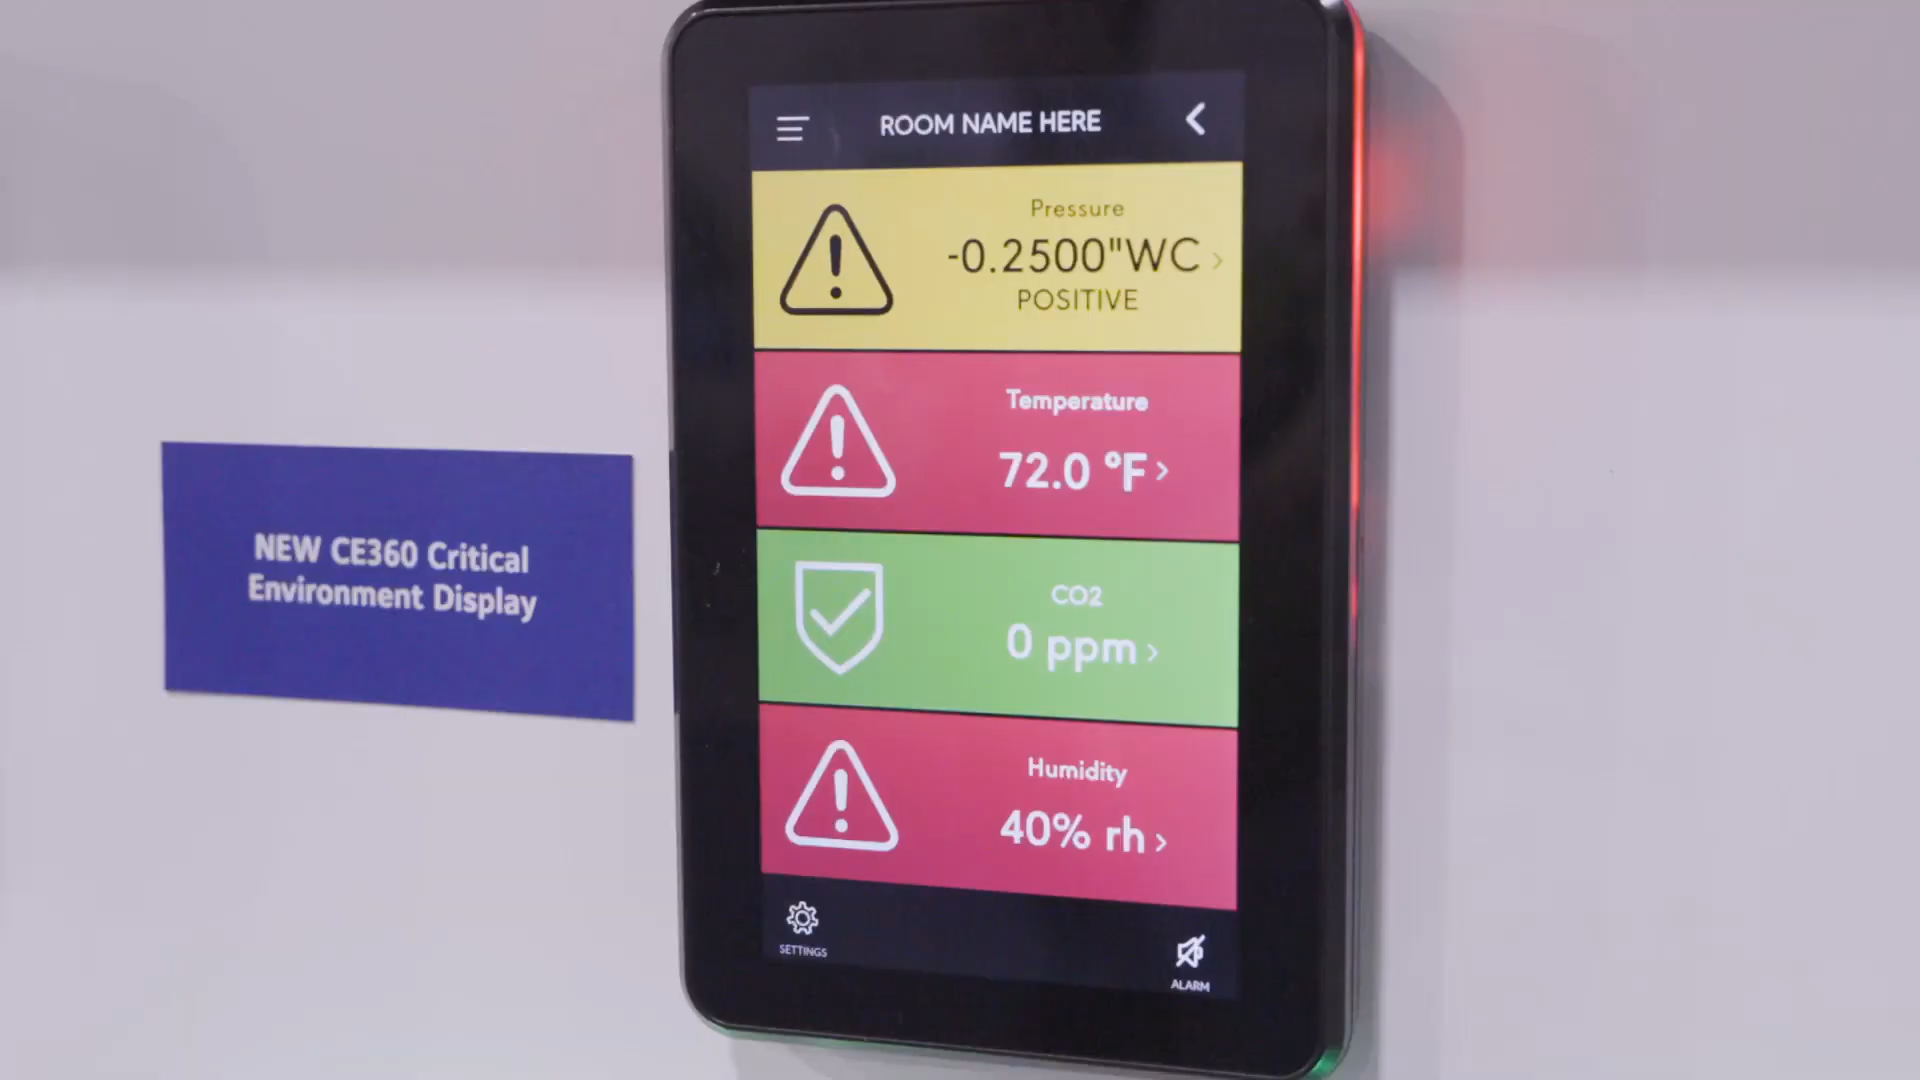 NEW CE360 Critical
Environment Display
ROOM NAME HERE
Pressure
-0.2500"WC
POSITIVE
Temperature
72.0 °F
CO2
0 ppm
Humidity
40% rh
SETTINGS
ALARM